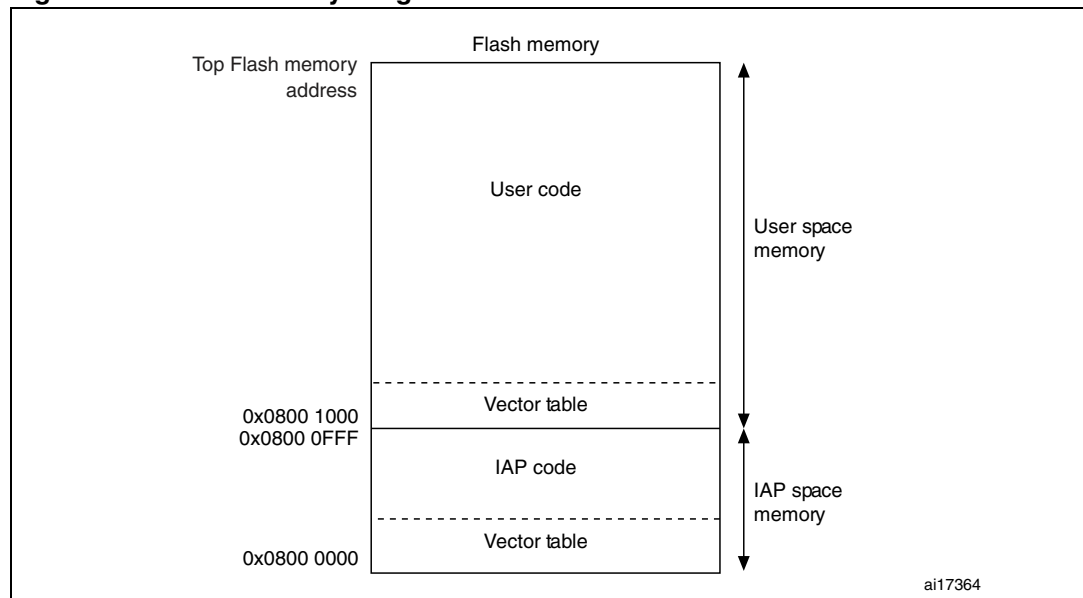 Flash memory
Top Flash memory
address
User code
User space
memory
Vector table
0x0800 1000
0x0800 0FFF
IAP code
IAP space
memory
Vector table
0x0800 0000
ai17364